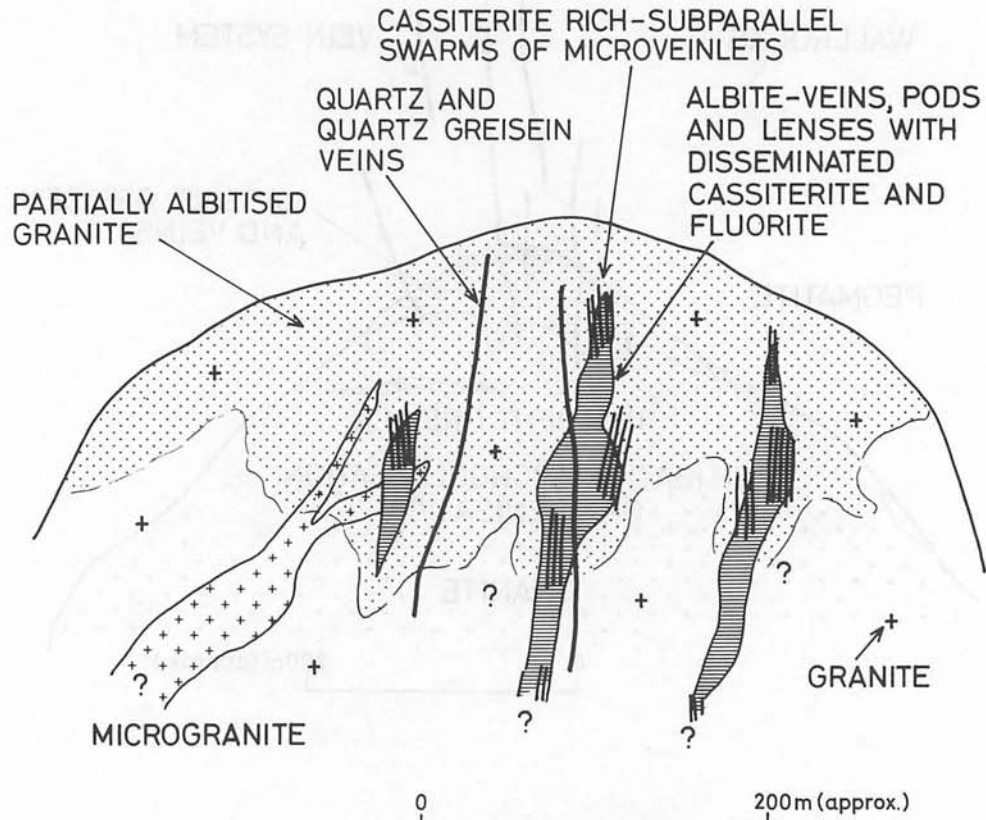 CASSITERITE RICH-SUBPARALLEL
SWARMS OF MICROVEINLETS
QUARTZ AND
QUARTZ GREISEIN
VEINS
ALBITE-VEINS, PODS
AND LENSES WITH
DISSEMINATED
CASSITERITE AND
FLUORITE
PARTIALLY ALBITISED
GRANITE
?
?
?
GRANITE
?
MICROGRANITE
?
?
0
200m (approx.)